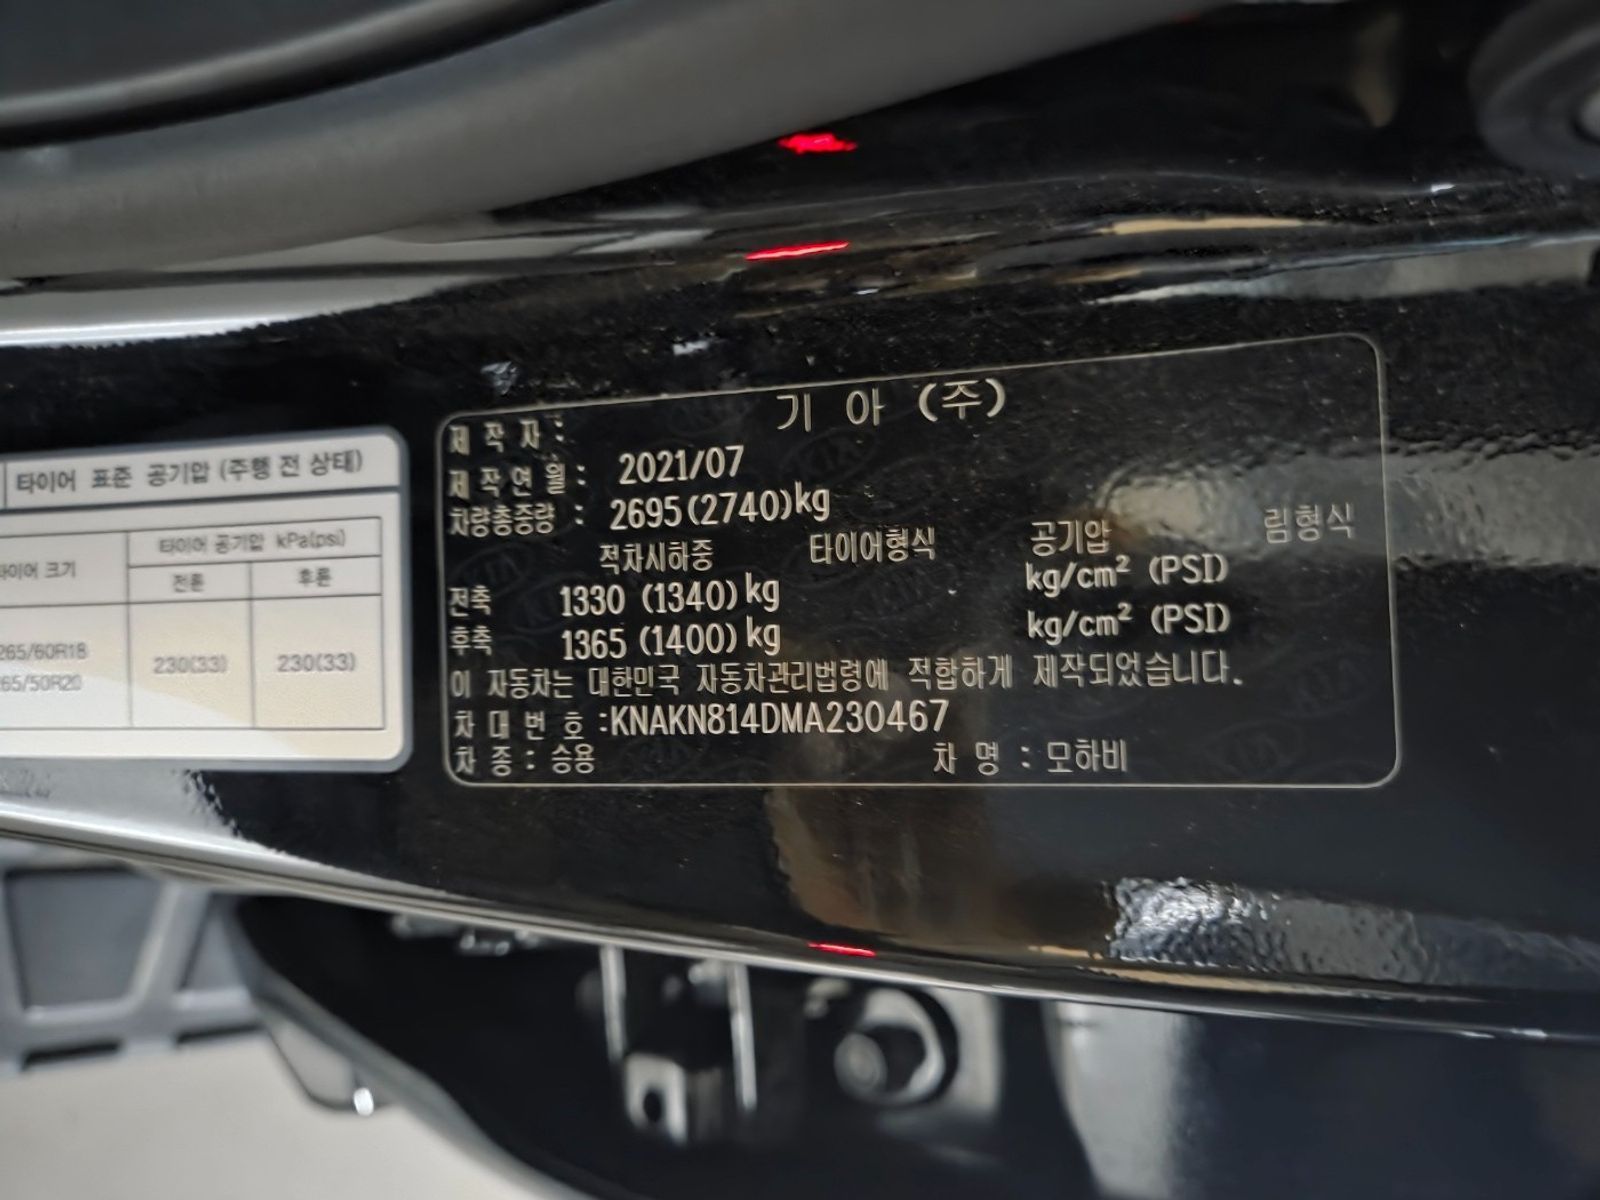 타이어 표준 공기압 (주행 전 상태)
타이어 공기압 kPa(psi)
타이어 크기
전륜 후륜
265/60R18
265/50R20
230(33) 230(33)
제 작 자 : 기 아 (주)
제 작 연 월 : 2021/07
차량총중량 : 2695(2740)kg
적차시하중 타이어형식 공기압 림형식
전축 1330 (1340)kg kg/cm² (PSI)
후축 1365 (1400)kg kg/cm² (PSI)
이 자동차는 대한민국 자동차관리법령에 적합하게 제작되었습니다.
차 대 번 호 :KNAKN814DMA230467
차 종 : 승용 차 명 : 모하비